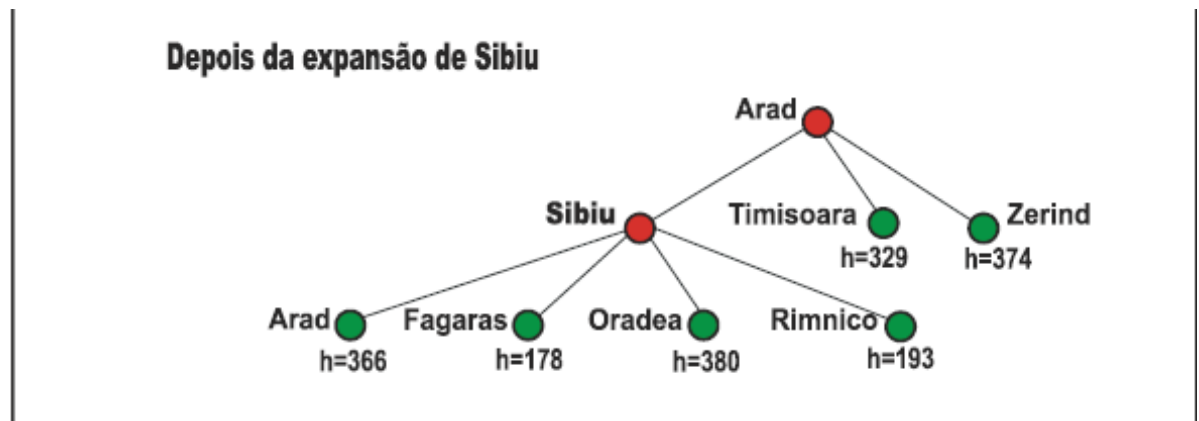 Depois da expansão de Sibiu
Arad
Sibiu
Timisoara
Zerind
h=329
h=374
Arad
Fagaras
Oradea
Rimnico
h=366
h=178
h=380
h=193